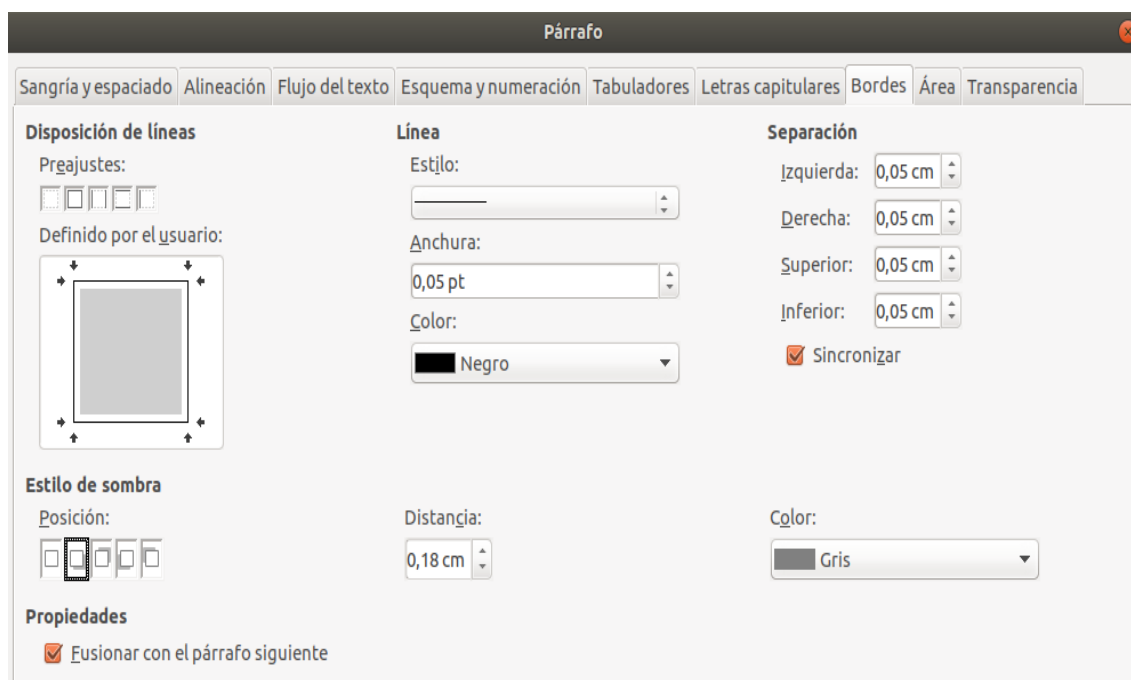 Párrafo
Sangría y espaciado Alineación Flujo del texto Esquema y numeración Tabuladores Letras capitulares Bordes Área Transparencia
Disposición de líneas
Preajustes:
Definido por el usuario:
Línea
Estilo:
Anchura:
0,05 pt
Color:
Negro
Separación
Izquierda: 0,05 cm
Derecha: 0,05 cm
Superior: 0,05 cm
Inferior: 0,05 cm
Sincronizar
Estilo de sombra
Posición:
Distancia:
0,18 cm
Color:
Gris
Propiedades
Fusionar con el párrafo siguiente